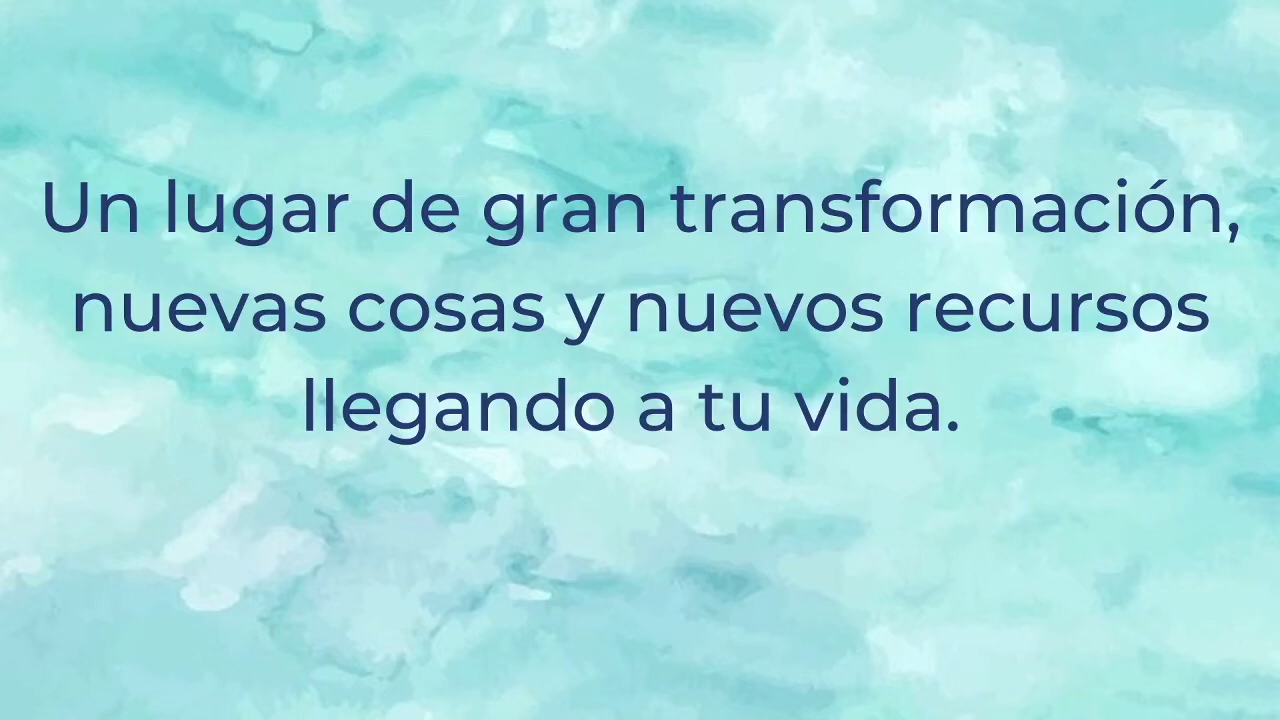 Un lugar de gran transformación,
nuevas cosas y nuevos recursos
llegando a tu vida.